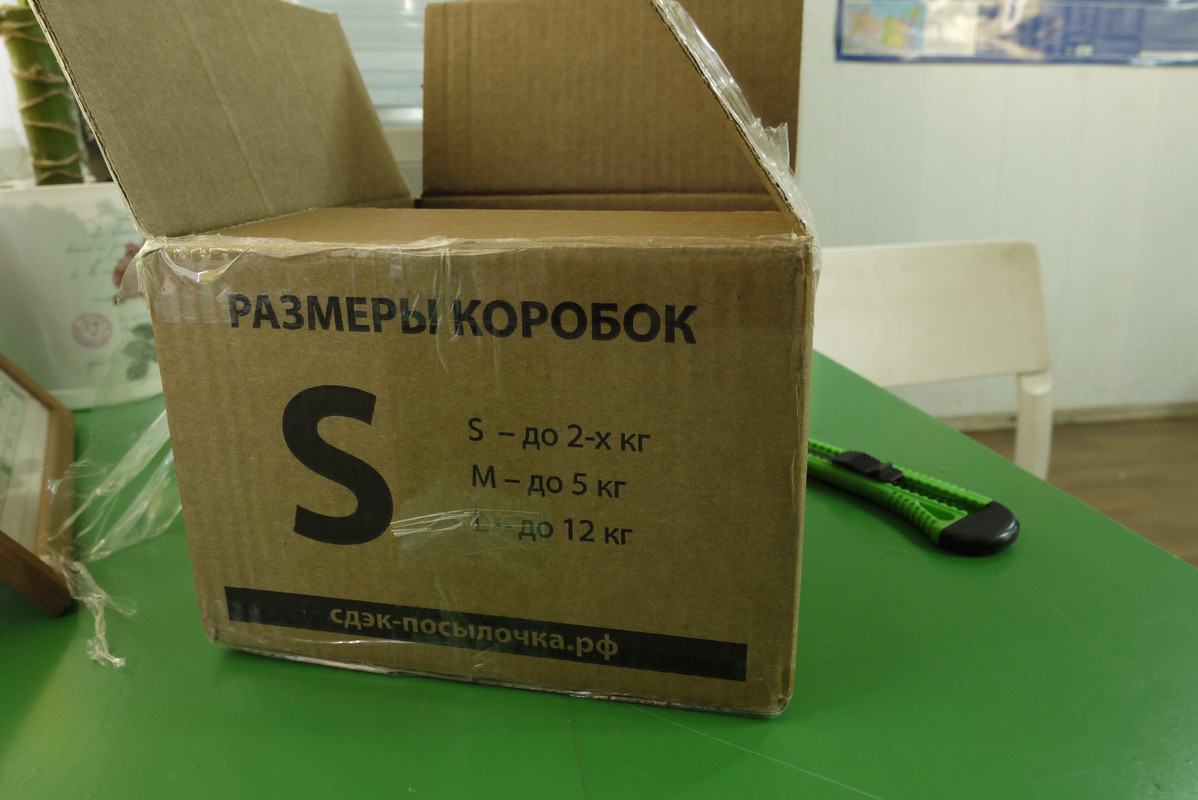 РАЗМЕРЫ КОРОБОК
S
S – до 2-х кг
M – до 5 кг
L – до 12 кг
сдэк-посылочка.рф